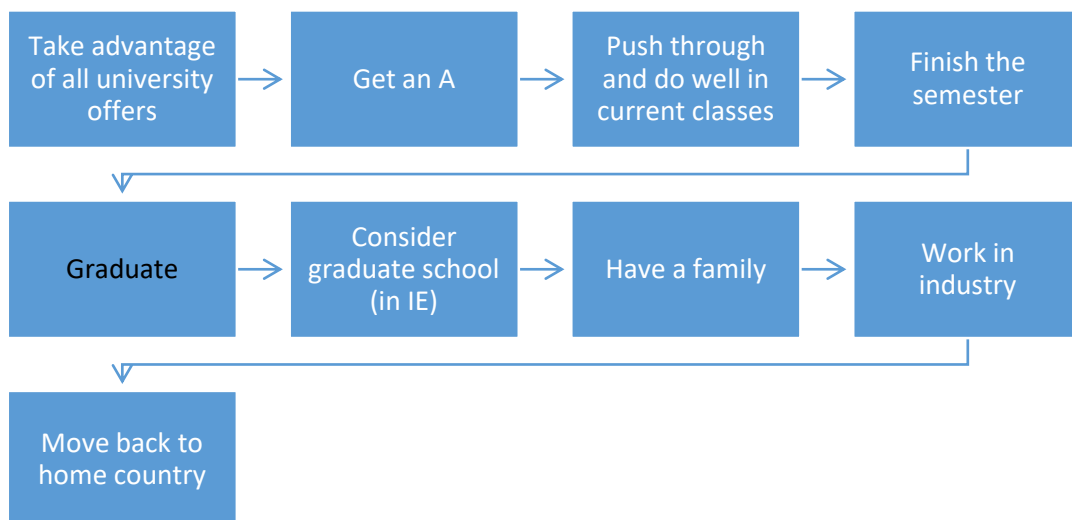 Take advantage
of all university
offers
Get an A
Push through
and do well in
current classes
Finish the
semester
Graduate
Consider
graduate school
(in IE)
Have a family
Work in
industry
Move back to
home country